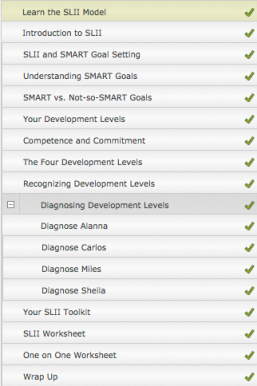 Learn the SLII Model
Introduction to SLII
SLII and SMART Goal Setting
Understanding SMART Goals
SMART vs. Not-so-SMART Goals
Your Development Levels
Competence and Commitment
The Four Development Levels
Recognizing Development Levels
Diagnosing Development Levels
Diagnose Alanna
Diagnose Carlos
Diagnose Miles
Diagnose Sheila
Your SLII Toolkit
SLII Worksheet
One on One Worksheet
Wrap Up